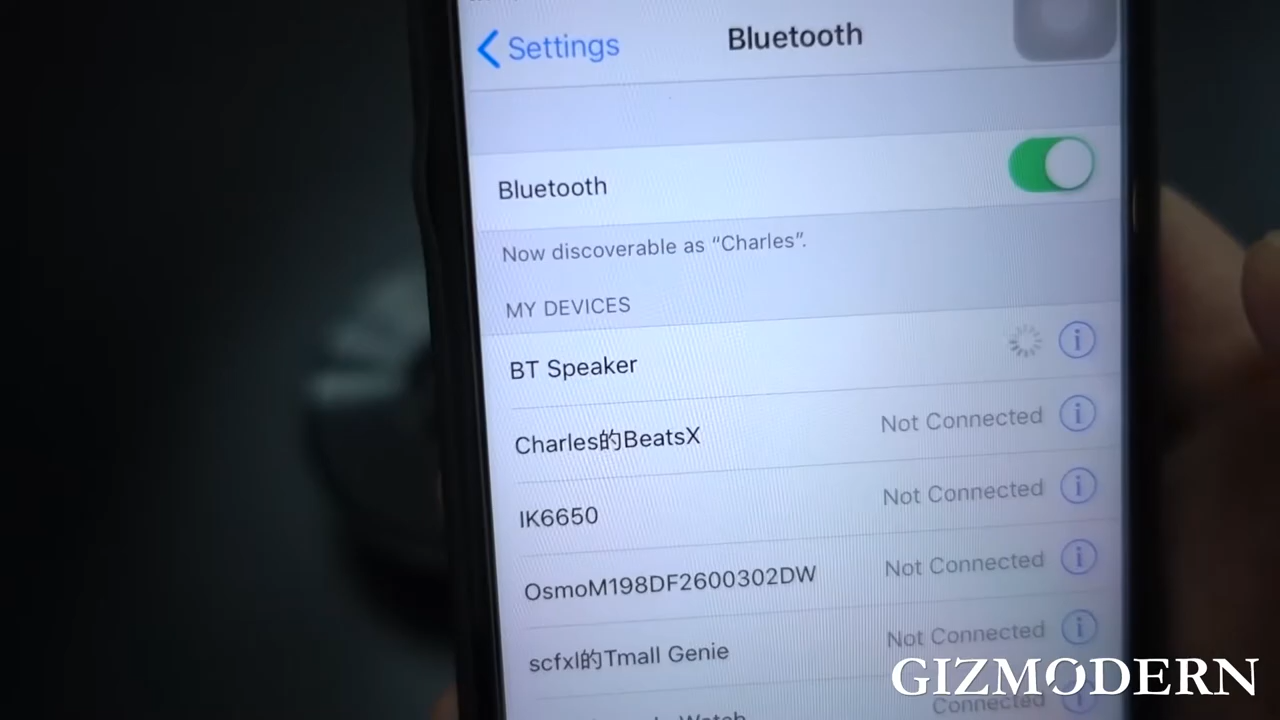 Settings
Bluetooth
Bluetooth
Now discoverable as “Charles”.
MY DEVICES
BT Speaker
Charles的BeatsX Not Connected
IK6650 Not Connected
OsmoM198DF2600302DW Not Connected
scfxl的Tmall Genie Not Connected
Watch Connected
GIZMODERN